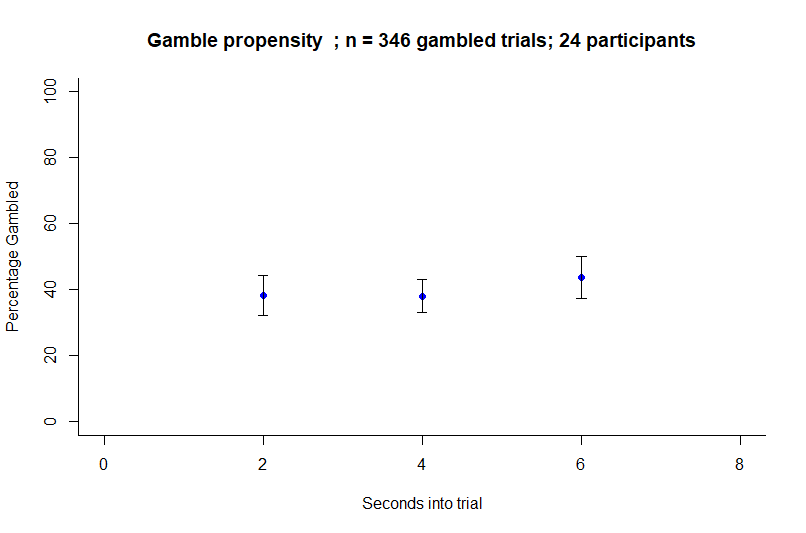 Gamble propensity  ; n = 346 gambled trials; 24 participants
Percentage Gambled
100
80
60
40
20
0
0 2 4 6 8
Seconds into trial